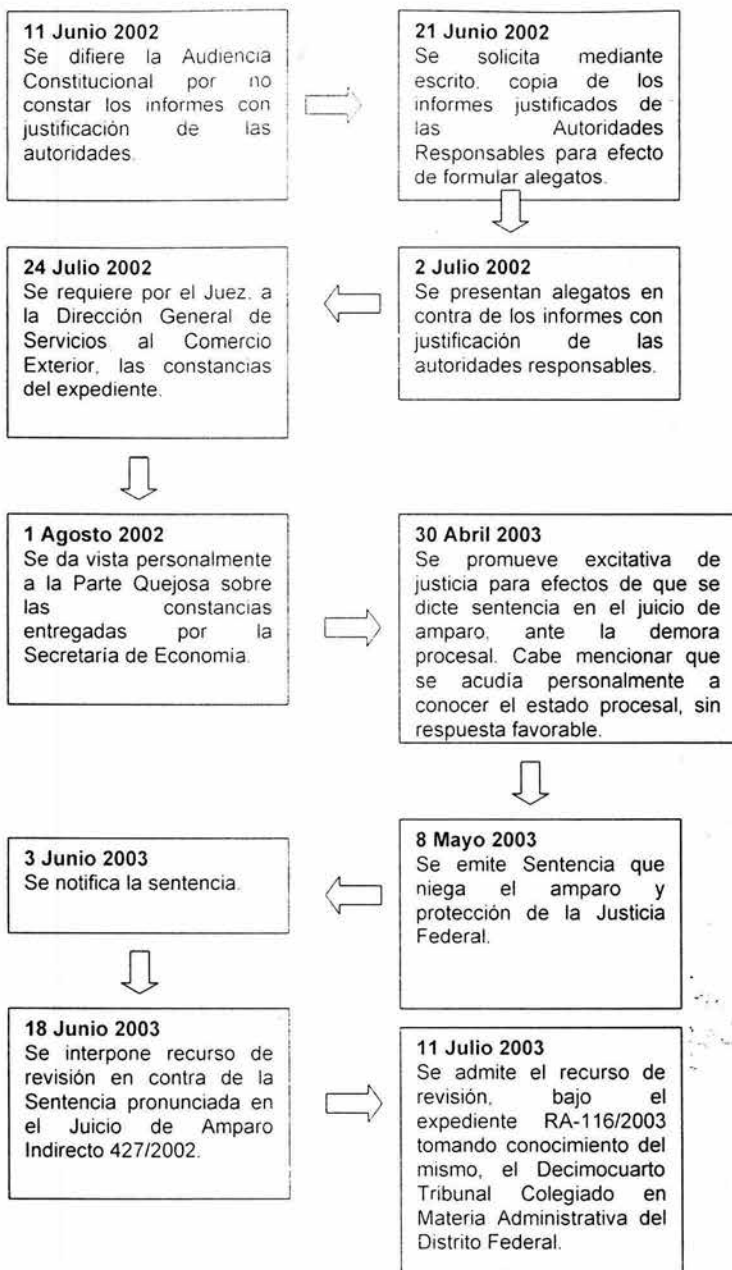 11 Junio 2002
Se difiere la Audiencia
Constitucional por no
constar los informes con
justificación de las
autoridades.
21 Junio 2002
Se solicita mediante
escrito, copia de los
informes justificados de
las Autoridades
Responsables para efecto
de formular alegatos.
2 Julio 2002
Se presentan alegatos en
contra de los informes con
justificación de las
autoridades responsables.
24 Julio 2002
Se requiere por el Juez, a
la Dirección General de
Servicios al Comercio
Exterior, las constancias
del expediente.
1 Agosto 2002
Se da vista personalmente
a la Parte Quejosa sobre
las constancias
entregadas por la
Secretaría de Economía.
30 Abril 2003
Se promueve excitativa de
justicia para efectos de que se
dicte sentencia en el juicio de
amparo, ante la demora
procesal. Cabe mencionar que
se acudía personalmente a
conocer el estado procesal, sin
respuesta favorable.
8 Mayo 2003
Se emite Sentencia que
niega el amparo y
protección de la Justicia
Federal.
3 Junio 2003
Se notifica la sentencia.
18 Junio 2003
Se interpone recurso de
revisión en contra de la
Sentencia pronunciada en
el Juicio de Amparo
Indirecto 427/2002.
11 Julio 2003
Se admite el recurso de
revisión, bajo el
expediente RA-116/2003
tomando conocimiento del
mismo, el Decimocuarto
Tribunal Colegiado en
Materia Administrativa del
Distrito Federal.